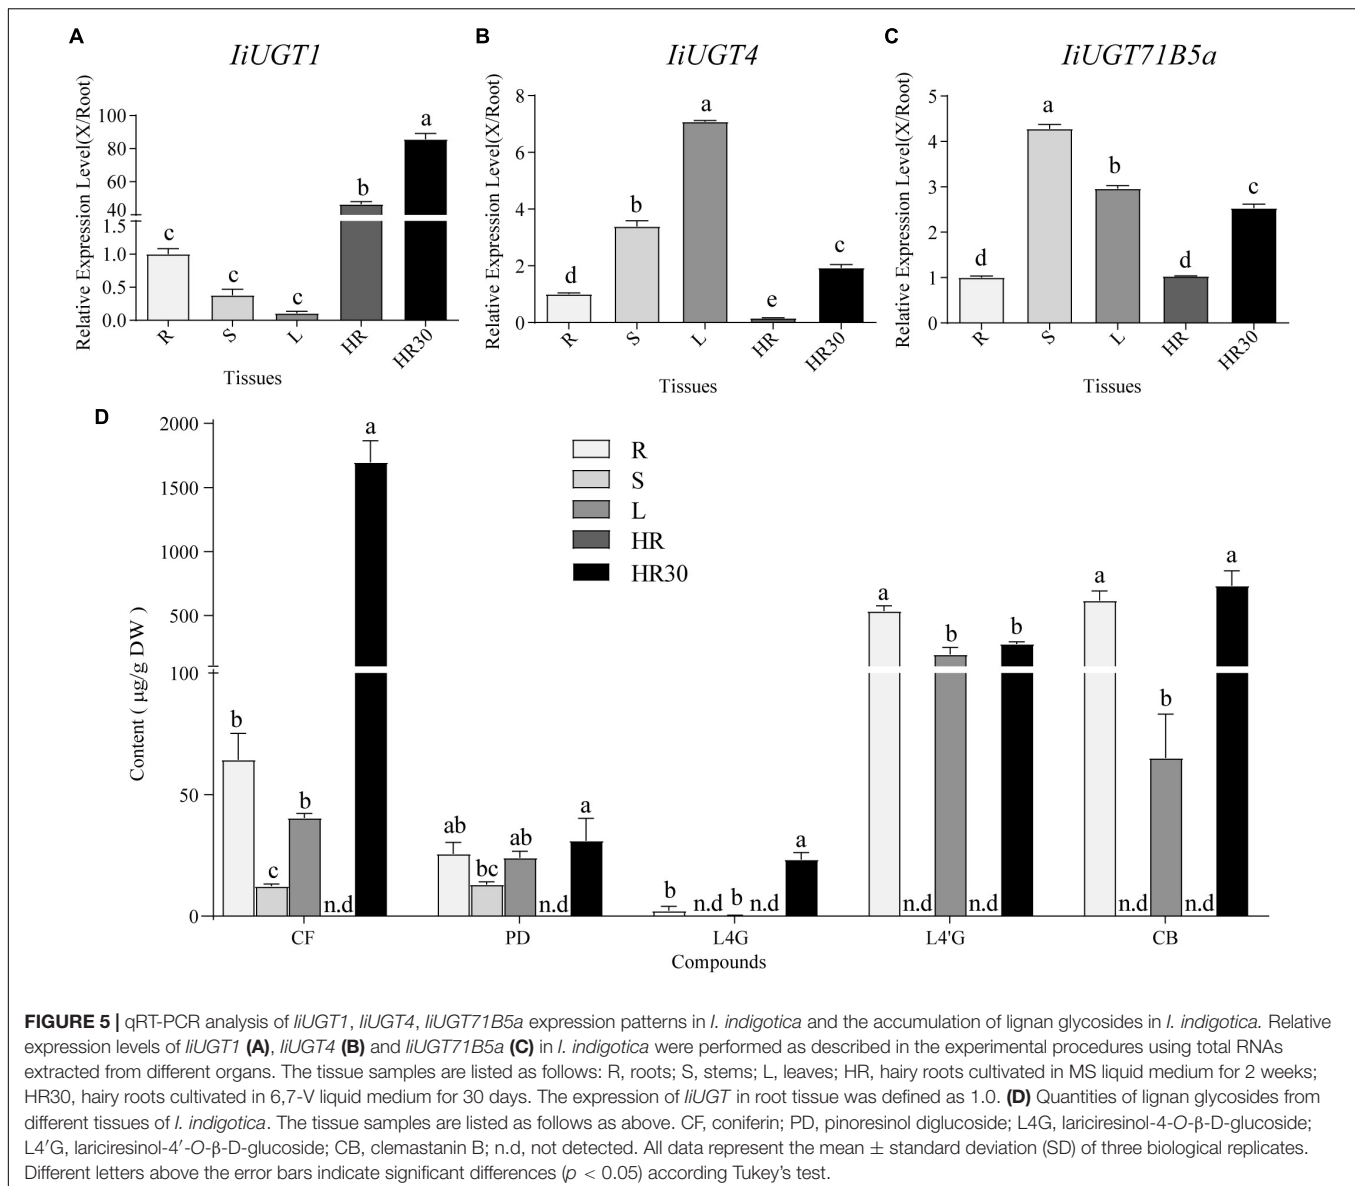 A
IiUGT1
Relative Expression Level(X/Root)
100
80
60
40
1.5
1.0
0.5
0.0
c
c
c
b
a
R
S
L
HR
HR30
Tissues
B
IiUGT4
Relative Expression Level(X/Root)
8
6
4
2
0
d
b
a
e
c
R
S
L
HR
HR30
Tissues
C
IiUGT71B5a
Relative Expression Level(X/Root)
5
4
3
2
1
0
d
a
b
d
c
R
S
L
HR
HR30
Tissues
D
Content ( μg/g DW )
2000
1500
1000
500
100
50
0
R
S
L
HR
HR30
b
c
b
n.d
a
ab
bc
ab
n.d
a
b
n.d
b
n.d
a
a
n.d
b
n.d
b
a
n.d
b
n.d
a
CF
PD
L4G
L4'G
CB
Compounds
FIGURE 5 | qRT-PCR analysis of IiUGT1, IiUGT4, IiUGT71B5a expression patterns in I. indigotica and the accumulation of lignan glycosides in I. indigotica. Relative
expression levels of IiUGT1 (A), IiUGT4 (B) and IiUGT71B5a (C) in I. indigotica were performed as described in the experimental procedures using total RNAs
extracted from different organs. The tissue samples are listed as follows: R, roots; S, stems; L, leaves; HR, hairy roots cultivated in MS liquid medium for 2 weeks;
HR30, hairy roots cultivated in 6,7-V liquid medium for 30 days. The expression of IiUGT in root tissue was defined as 1.0. (D) Quantities of lignan glycosides from
different tissues of I. indigotica. The tissue samples are listed as follows as above. CF, coniferin; PD, pinoresinol diglucoside; L4G, lariciresinol-4-O-β-D-glucoside;
L4′G, lariciresinol-4′-O-β-D-glucoside; CB, clemastanin B; n.d, not detected. All data represent the mean ± standard deviation (SD) of three biological replicates.
Different letters above the error bars indicate significant differences (p < 0.05) according Tukey's test.